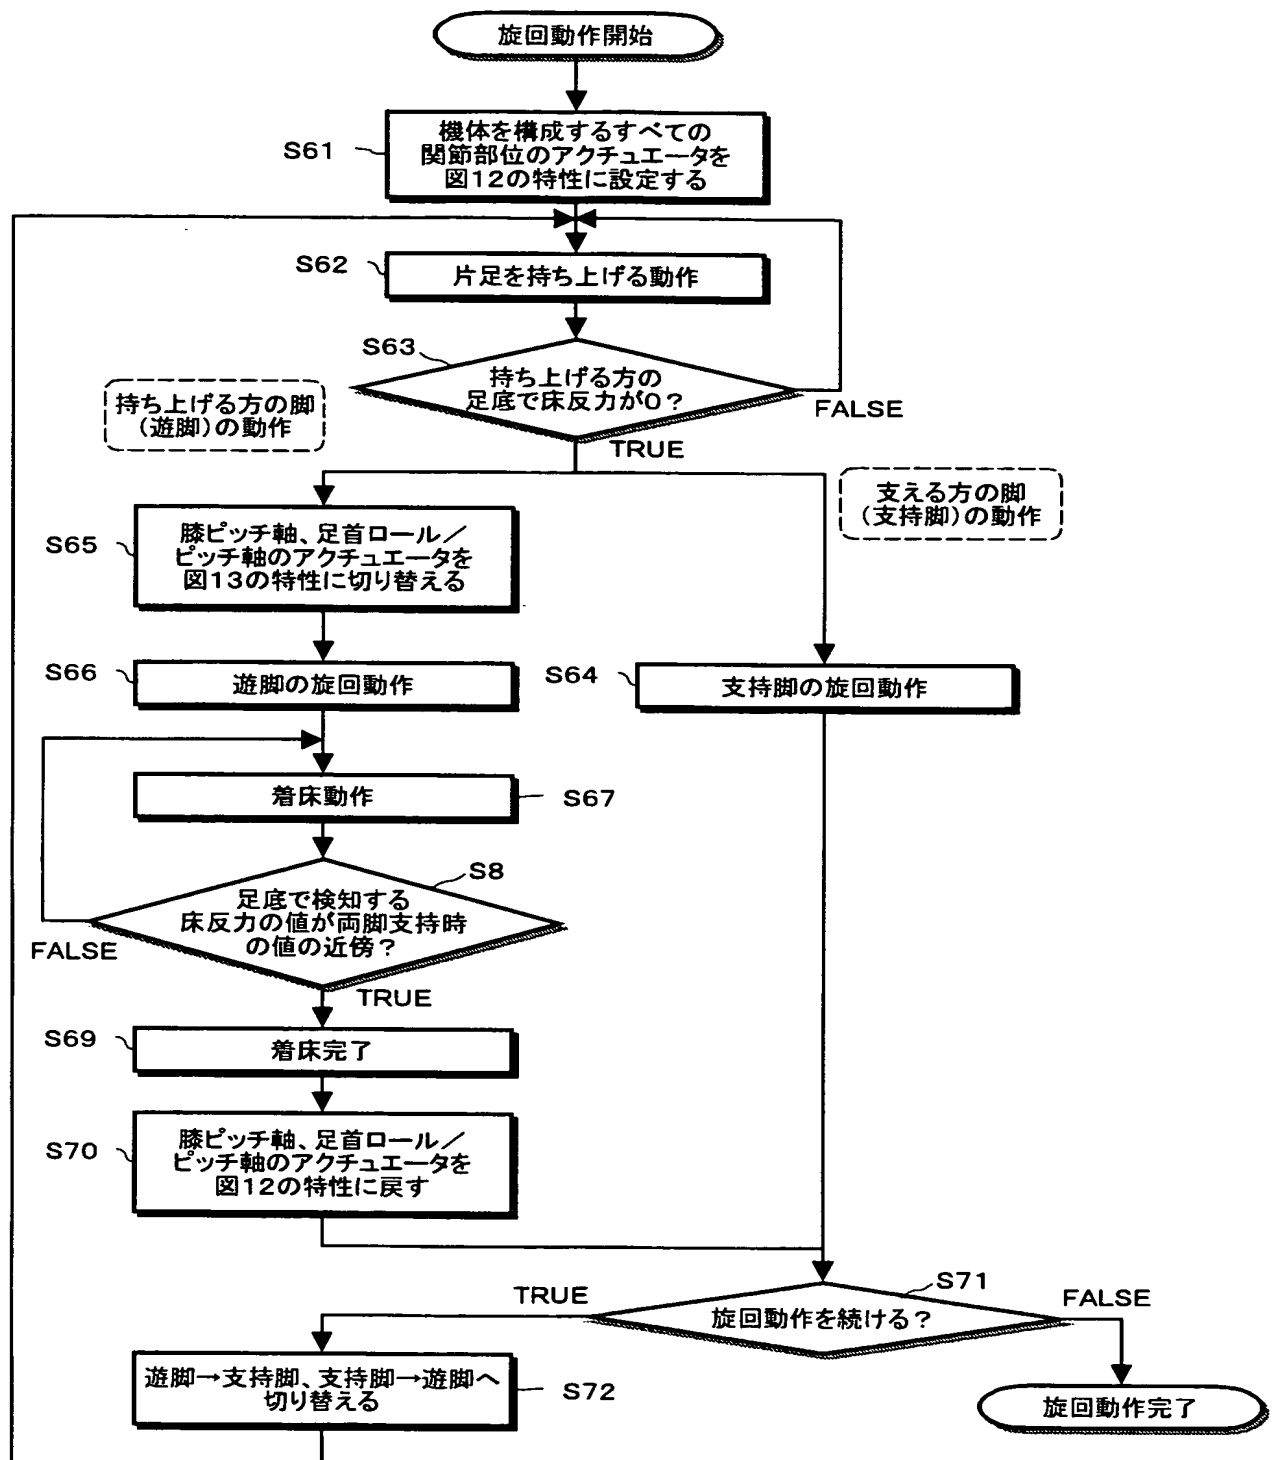 旋回動作開始
S61
機体を構成するすべての
関節部位のアクチュエータを
図12の特性に設定する
S62
片足を持ち上げる動作
S63
持ち上げる方の
足底で床反力が0?
FALSE
TRUE
持ち上げる方の脚
(遊脚)の動作
支える方の脚
(支持脚)の動作
S65
膝ピッチ軸、足首ロール/
ピッチ軸のアクチュエータを
図13の特性に切り替える
S66
遊脚の旋回動作
S64
支持脚の旋回動作
着床動作
S67
S8
足底で検知する
床反力の値が両脚支持時
の値の近傍?
FALSE
TRUE
S69
着床完了
S70
膝ピッチ軸、足首ロール/
ピッチ軸のアクチュエータを
図12の特性に戻す
S71
TRUE
旋回動作を続ける?
FALSE
遊脚→支持脚、支持脚→遊脚へ
切り替える
S72
旋回動作完了